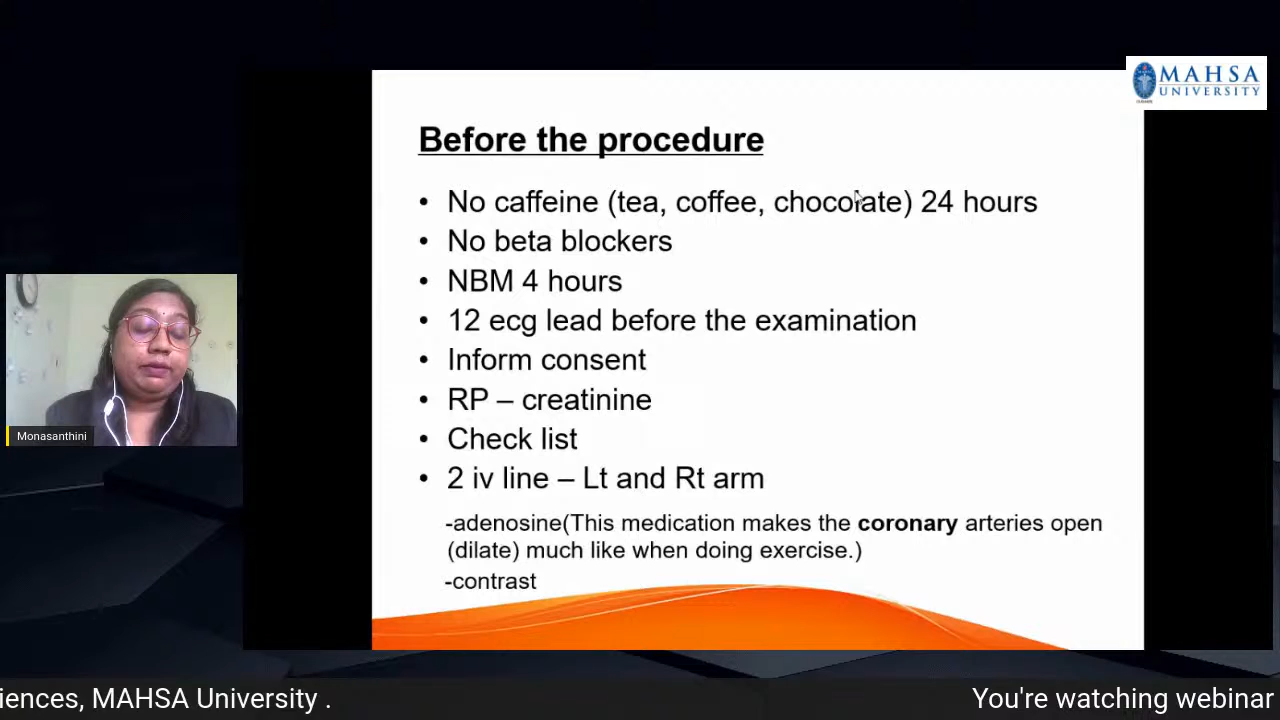 MAHSA
UNIVERSITY
Before the procedure
• No caffeine (tea, coffee, chocolate) 24 hours
• No beta blockers
• NBM 4 hours
• 12 ecg lead before the examination
• Inform consent
• RP – creatinine
• Check list
• 2 iv line – Lt and Rt arm
-adenosine(This medication makes the coronary arteries open
(dilate) much like when doing exercise.)
-contrast
Monasanthini
iences, MAHSA University .
You're watching webinar